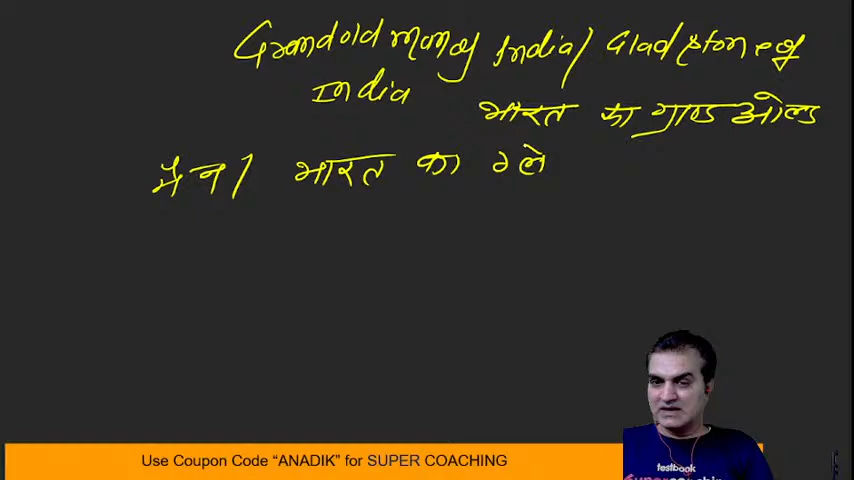 Grand old man of India/ Gladstone of
India भारत का ग्राण्ड ओल्ड
मैन/ भारत का ग्ले
Use Coupon Code “ANADIK” for SUPER COACHING
testbook